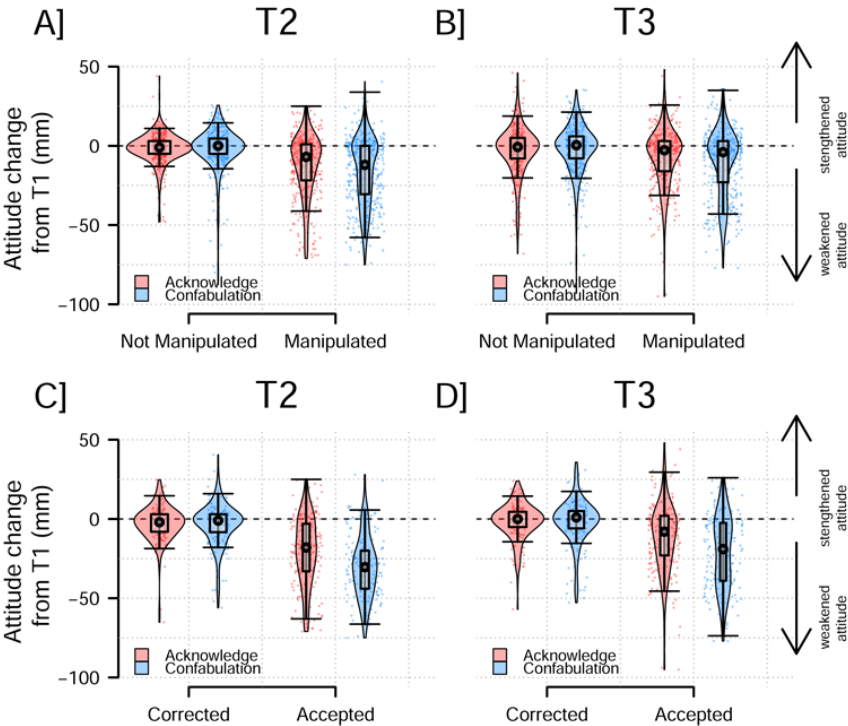 A] T2 B] T3
Attitude change
from T1 (mm)
50
0
−50
−100
Acknowledge
Confabulation
Acknowledge
Confabulation
stengthened
attitude
weakened
attitude
Not Manipulated Manipulated Not Manipulated Manipulated
C] T2 D] T3
Attitude change
from T1 (mm)
50
0
−50
−100
Acknowledge
Confabulation
Acknowledge
Confabulation
stengthened
attitude
weakened
attitude
Corrected Accepted Corrected Accepted